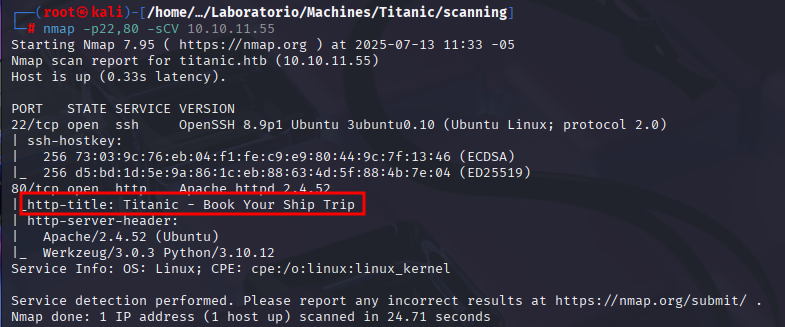 ┌──(root㉿kali)-[/home/…/Laboratorio/Machines/Titanic/scanning]
└─# nmap -p22,80 -sCV 10.10.11.55
Starting Nmap 7.95 ( https://nmap.org ) at 2025-07-13 11:33 -05
Nmap scan report for titanic.htb (10.10.11.55)
Host is up (0.33s latency).

PORT   STATE SERVICE VERSION
22/tcp open  ssh     OpenSSH 8.9p1 Ubuntu 3ubuntu0.10 (Ubuntu Linux; protocol 2.0)
| ssh-hostkey:
|   256 73:03:9c:76:eb:04:f1:fe:c9:e9:80:44:9c:7f:13:46 (ECDSA)
|_  256 d5:bd:1d:5e:9a:86:1c:eb:88:63:4d:5f:88:4b:7e:04 (ED25519)
80/tcp open  http    Apache httpd 2.4.52
|_http-title: Titanic - Book Your Ship Trip
| http-server-header:
|   Apache/2.4.52 (Ubuntu)
|_  Werkzeug/3.0.3 Python/3.10.12
Service Info: OS: Linux; CPE: cpe:/o:linux:linux_kernel

Service detection performed. Please report any incorrect results at https://nmap.org/submit/ .
Nmap done: 1 IP address (1 host up) scanned in 24.71 seconds